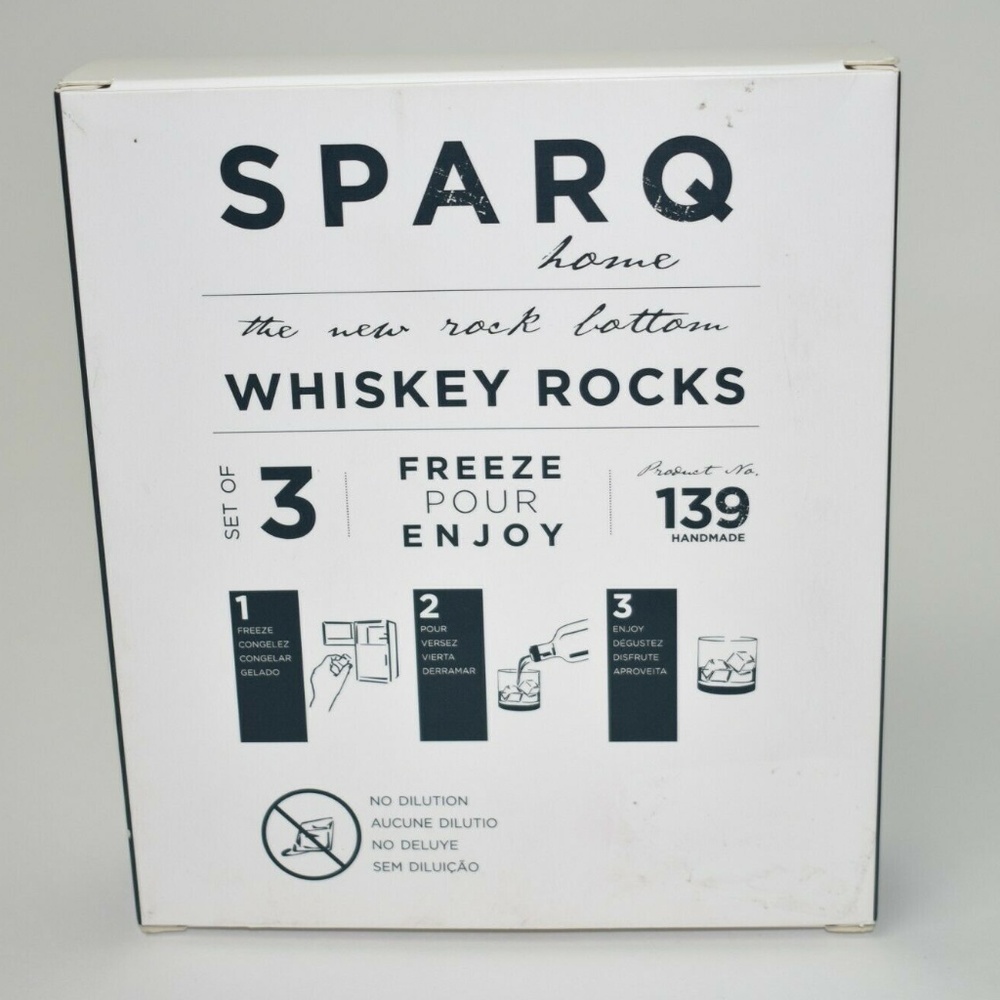 SPARQ
home
the new rock bottom
WHISKEY ROCKS
SET OF 3
FREEZE
POUR
ENJOY
Product No.
139
HANDMADE
1
FREEZE
CONGELEZ
CONGELAR
GELADO
2
POUR
VERSEZ
VIERTA
DERRAMAR
3
ENJOY
DÉGUSTEZ
DISFRUTE
APROVEITA
NO DILUTION
AUCUNE DILUTIO
NO DELUYE
SEM DILUIÇÃO